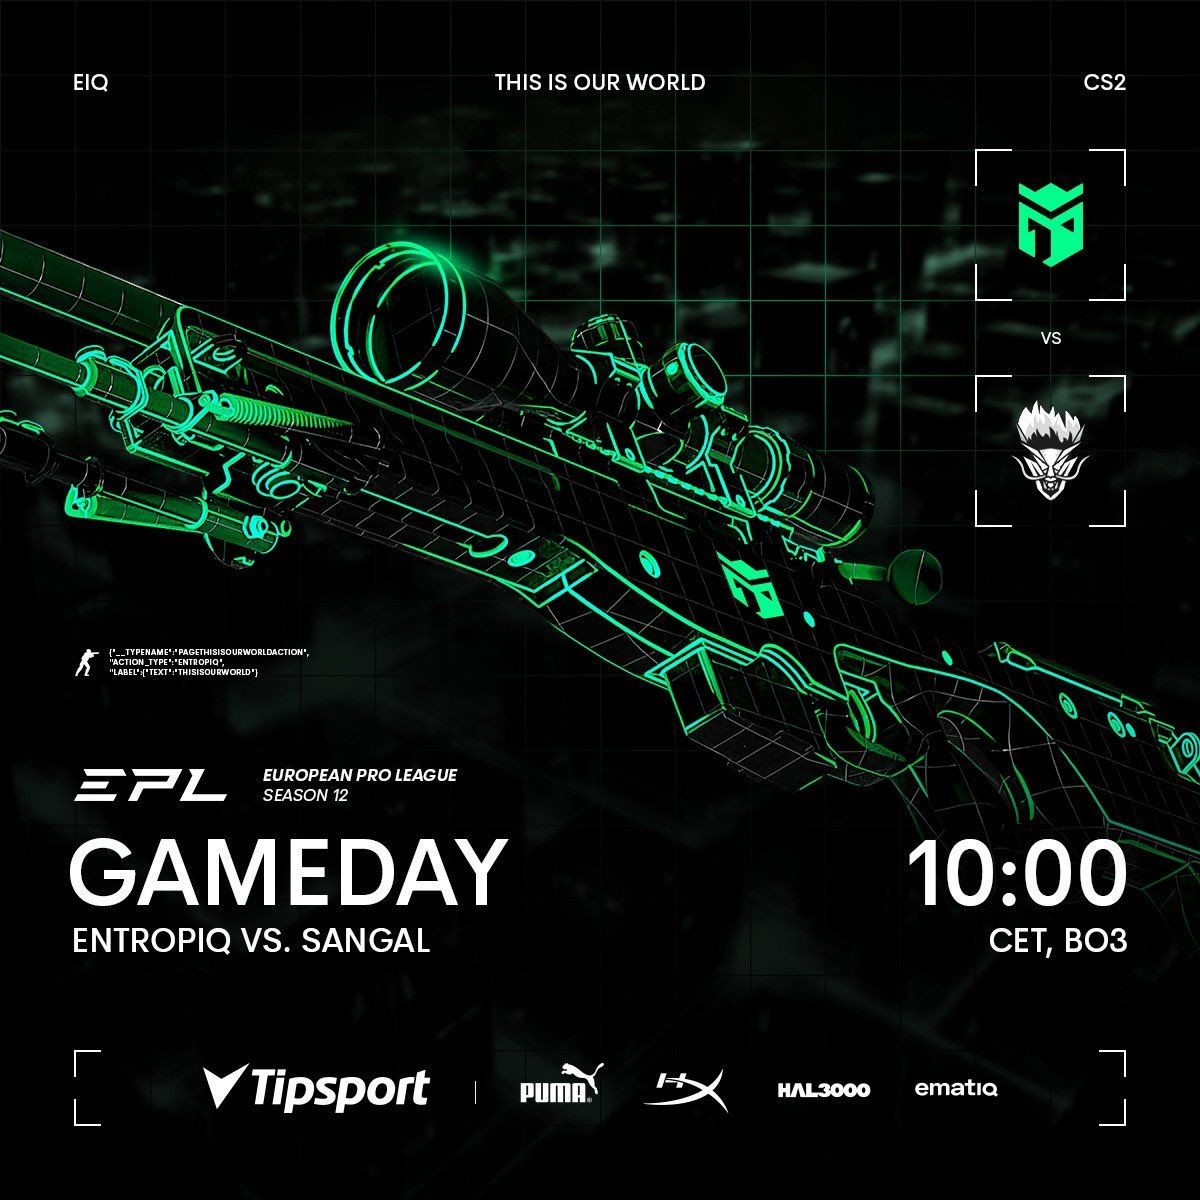 EIQ
THIS IS OUR WORLD
CS2
VS
{"__TYPENAME":"PAGETHISISOURWORLDACTION",
"ACTION_TYPE":"ENTROPIQ",
"LABEL":{"TEXT":"THISISOURWORLD"}
EPL
EUROPEAN PRO LEAGUE
SEASON 12
GAMEDAY
10:00
ENTROPIQ VS. SANGAL
CET, BO3
Tipsport
PUMA®
HX
HAL3000
ematiq